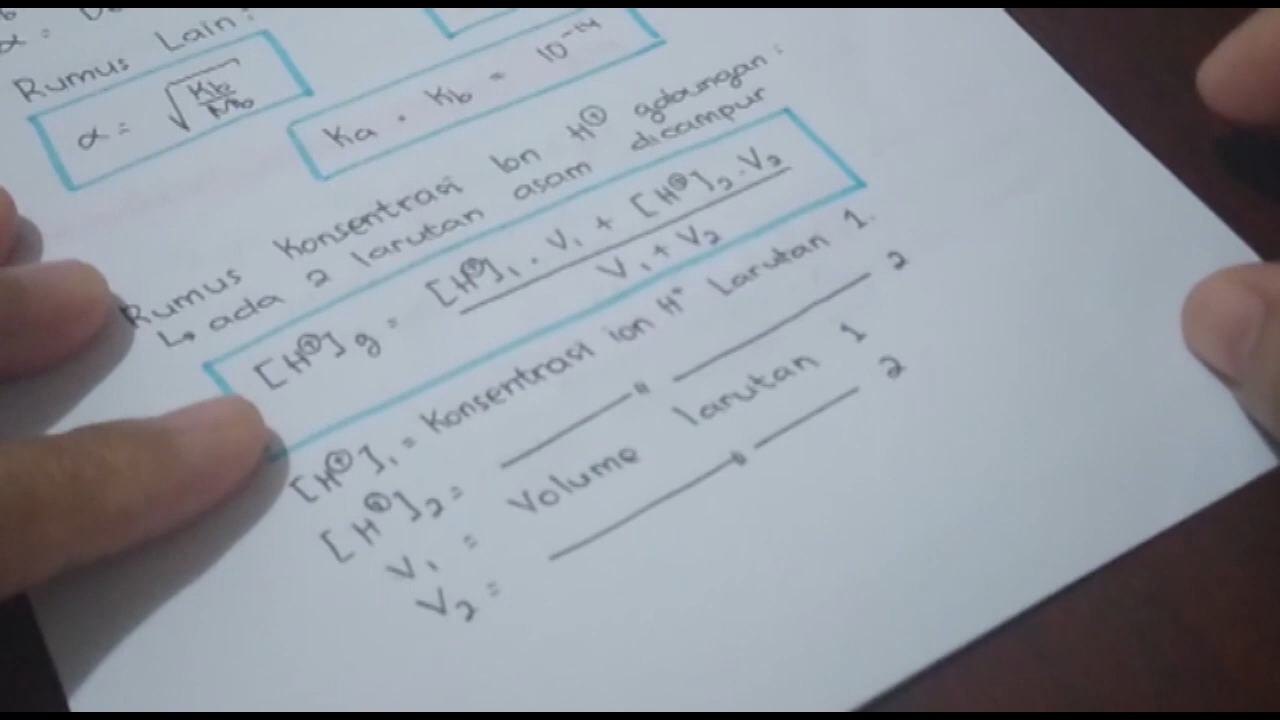 Rumus Lain:
α = √Kb/Mb
Ka . Kb = 10⁻¹⁴
Rumus Konsentrasi Ion H⊕ gabungan :
↳ ada 2 larutan asam dicampur
[H⊕]g = [H⊕]₁ . V₁ + [H⊕]₂ . V₂
V₁ + V₂
[H⊕]₁ = Konsentrasi ion H⁺ Larutan 1.
[H⊕]₂ = ——— " ——— 2
V₁ = Volume larutan 1
V₂ = ——— " ——— 2